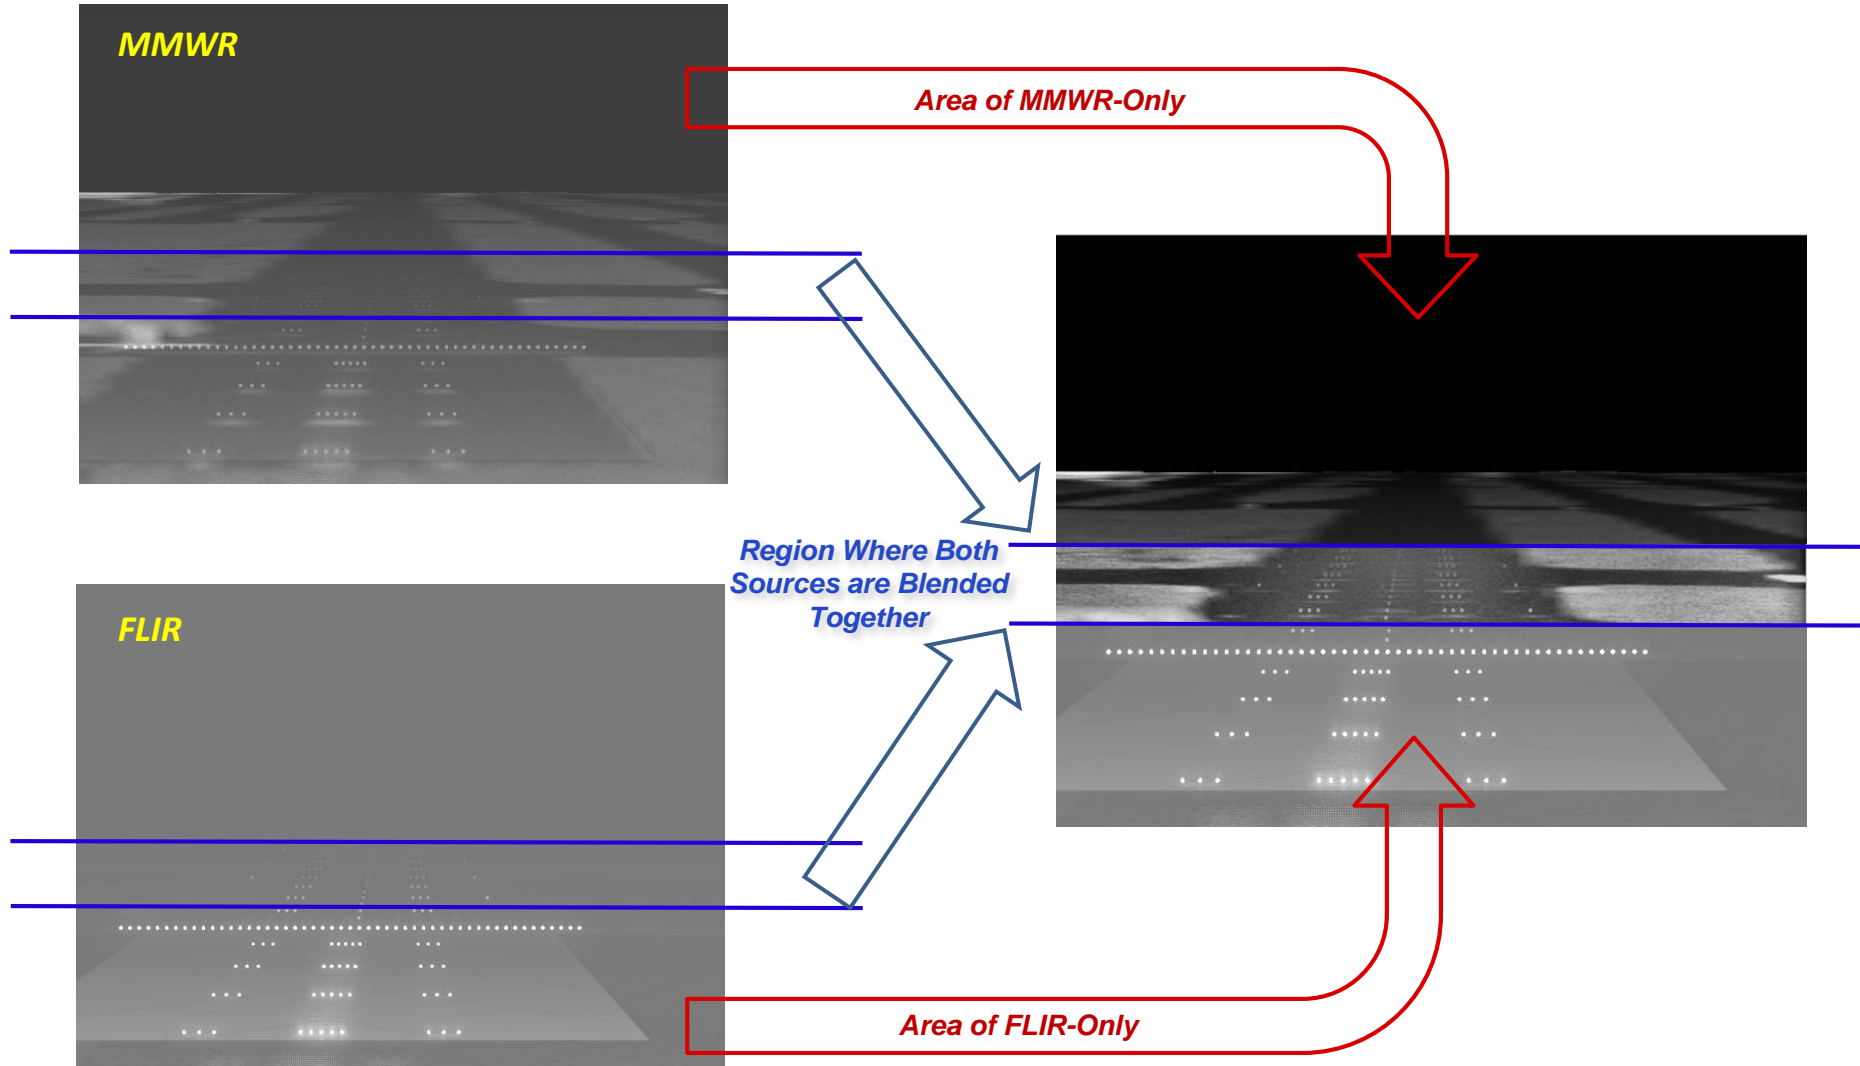 MMWR
Area of MMWR-Only
Region Where Both
Sources are Blended
Together
FLIR
Area of FLIR-Only